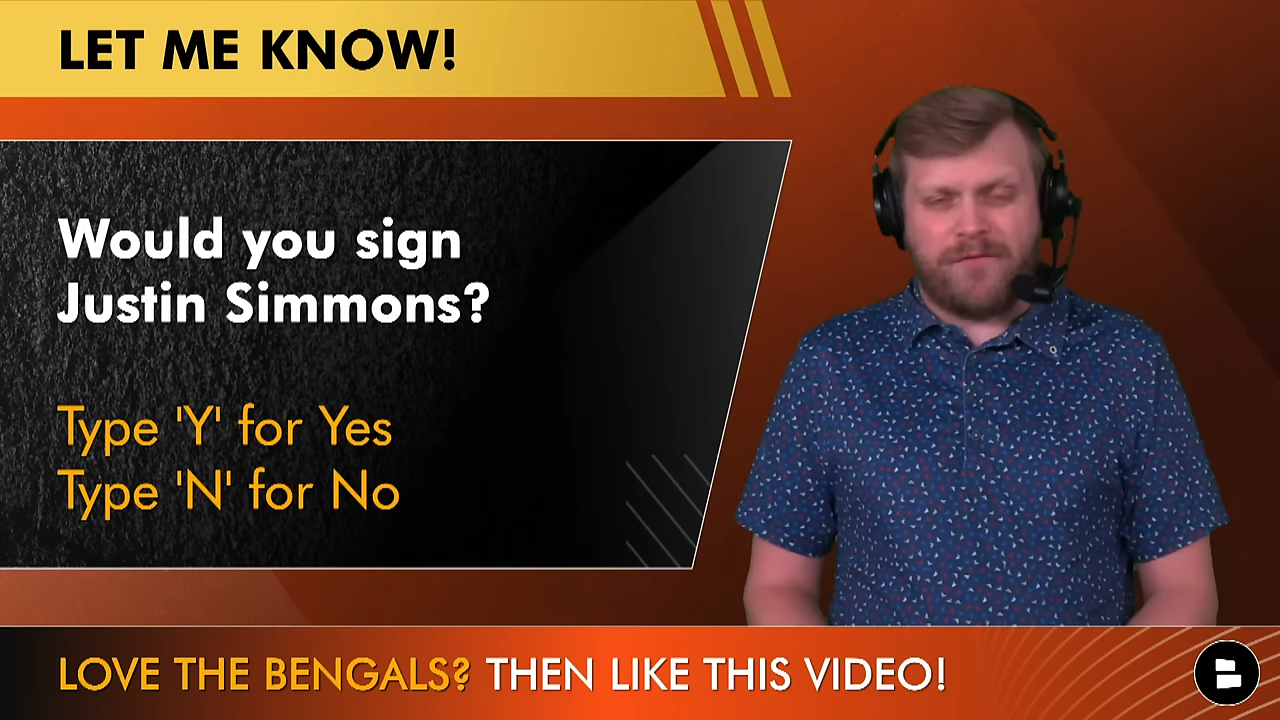 LET ME KNOW!
Would you sign
Justin Simmons?
Type 'Y' for Yes
Type 'N' for No
LOVE THE BENGALS? THEN LIKE THIS VIDEO!